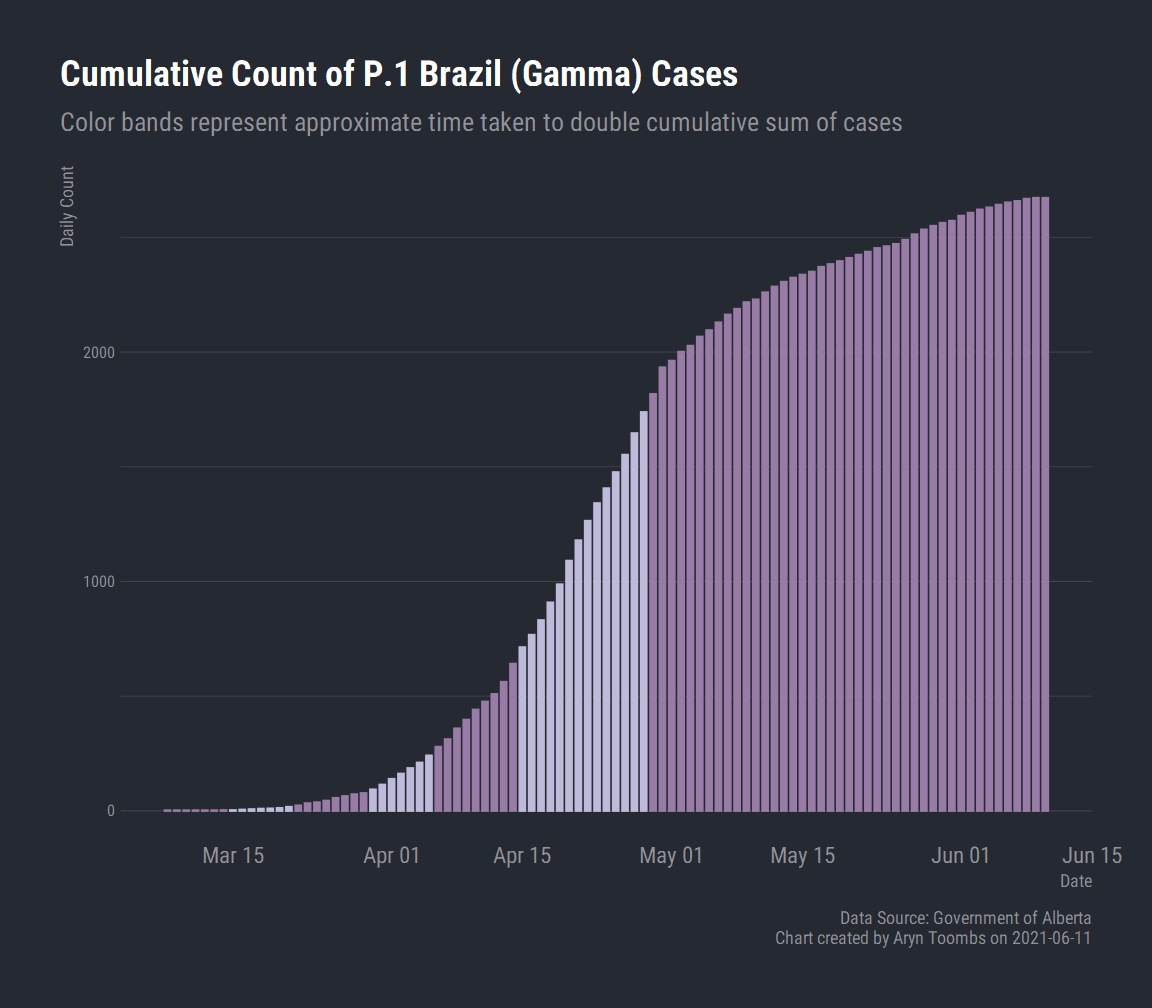 Cumulative Count of P.1 Brazil (Gamma) Cases
Color bands represent approximate time taken to double cumulative sum of cases
Daily Count
2000
1000
0
Mar 15 Apr 01 Apr 15 May 01 May 15 Jun 01 Jun 15
Date
Data Source: Government of Alberta
Chart created by Aryn Toombs on 2021-06-11